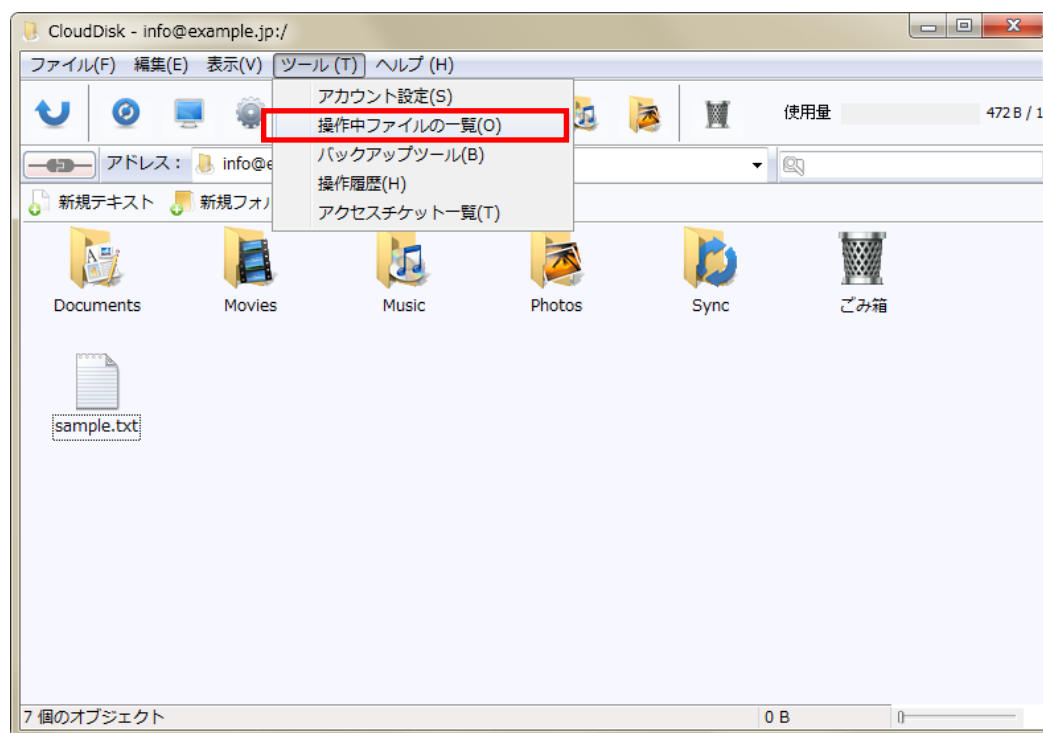 CloudDisk - info@example.jp:/
ファイル(F) 編集(E) 表示(V) ツール (T) ヘルプ (H)
アカウント設定(S)
操作中ファイルの一覧(O)
バックアップツール(B)
操作履歴(H)
アクセスチケット一覧(T)
使用量 472 B / 1
アドレス： info@e
新規テキスト 新規フォル
Documents Movies Music Photos Sync ごみ箱
sample.txt
7 個のオブジェクト 0 B